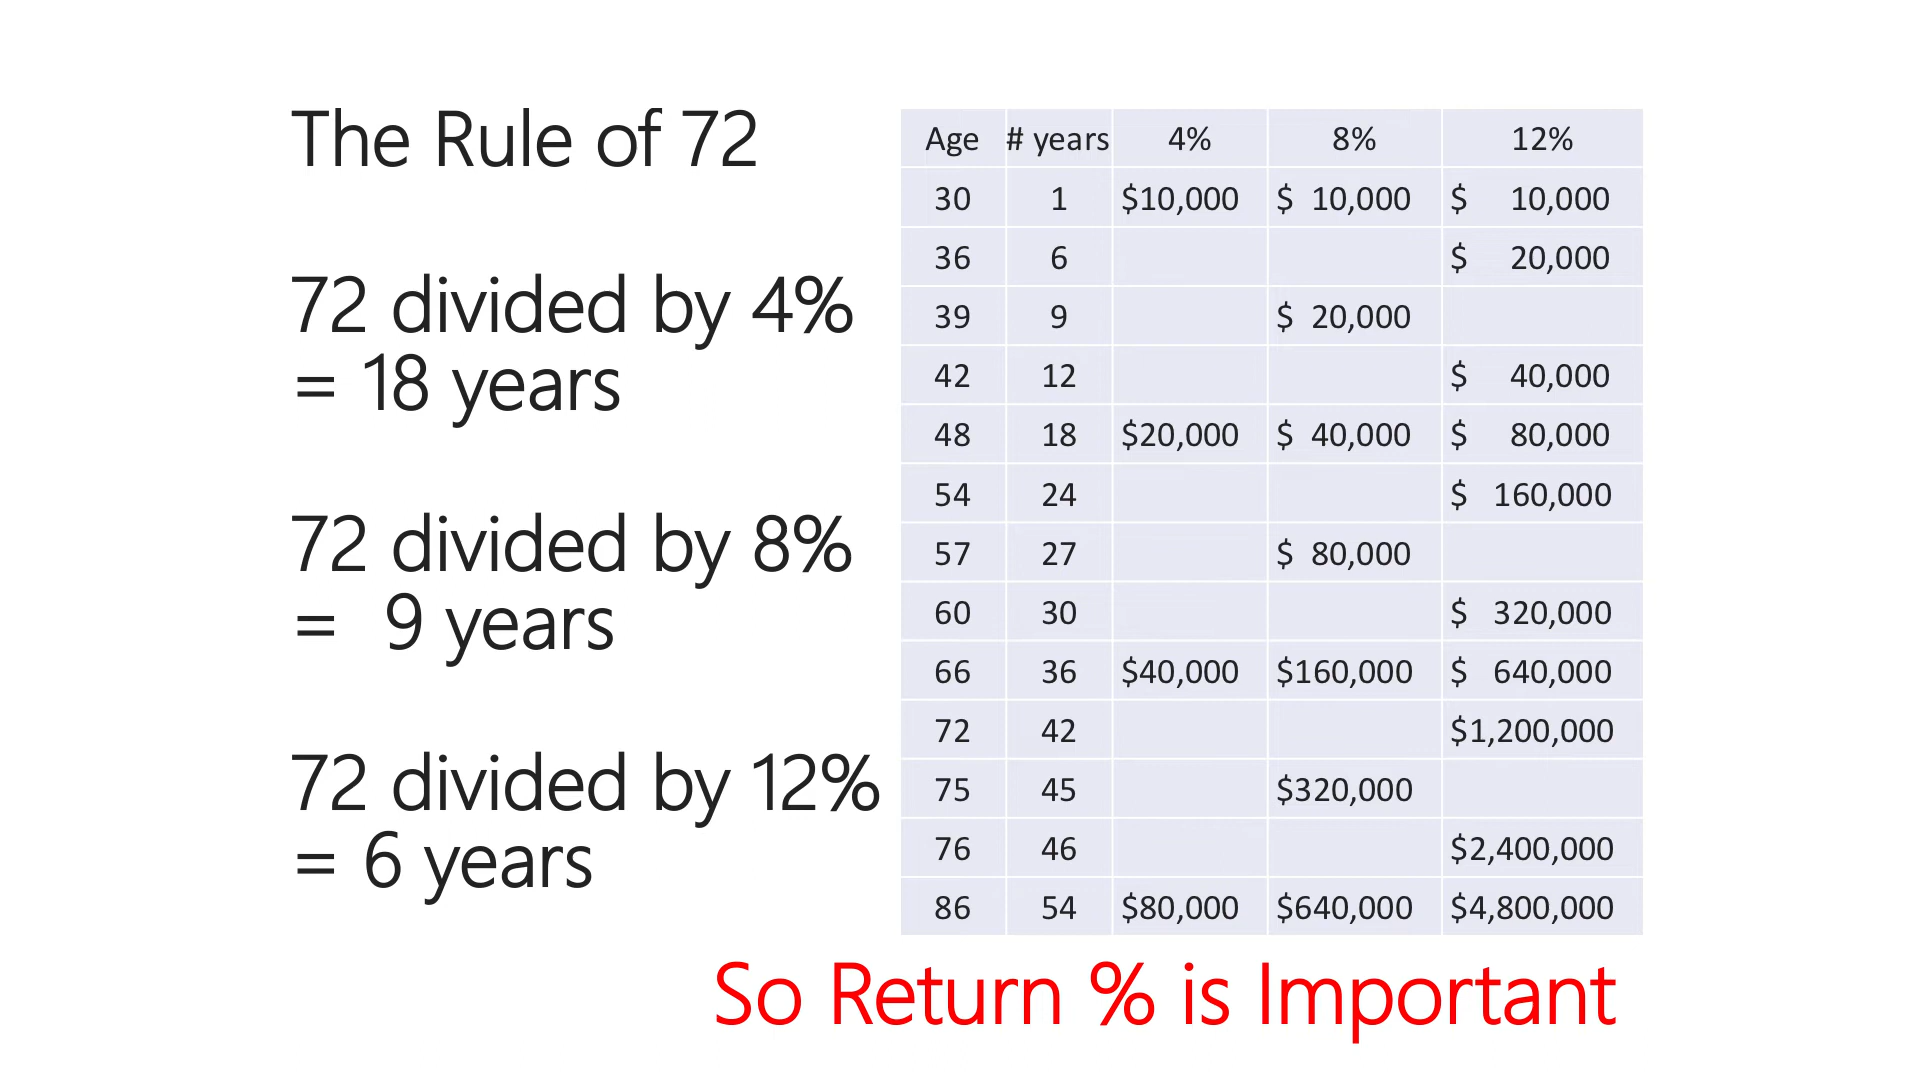 The Rule of 72
72 divided by 4%
= 18 years
72 divided by 8%
= 9 years
72 divided by 12%
= 6 years
Age # years 4% 8% 12%
30 1 $10,000 $ 10,000 $ 10,000
36 6 $ 20,000
39 9 $ 20,000
42 12 $ 40,000
48 18 $20,000 $ 40,000 $ 80,000
54 24 $ 160,000
57 27 $ 80,000
60 30 $ 320,000
66 36 $40,000 $160,000 $ 640,000
72 42 $1,200,000
75 45 $320,000
76 46 $2,400,000
86 54 $80,000 $640,000 $4,800,000
So Return % is Important